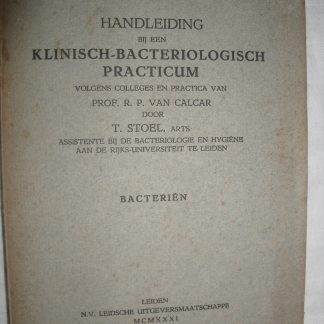 HANDLEIDING
BIJ EEN
KLINISCH-BACTERIOLOGISCH
PRACTICUM
VOLGENS COLLEGES EN PRACTICA VAN
PROF. R. P. VAN CALCAR
DOOR
T. STOEL, ARTS
ASSISTENTE BIJ DE BACTERIOLOGIE EN HYGIËNE
AAN DE RIJKS-UNIVERSITEIT TE LEIDEN
BACTERIËN
LEIDEN
N.V. LEIDSCHE UITGEVERSMAATSCHAPPIJ
MCMXXXI